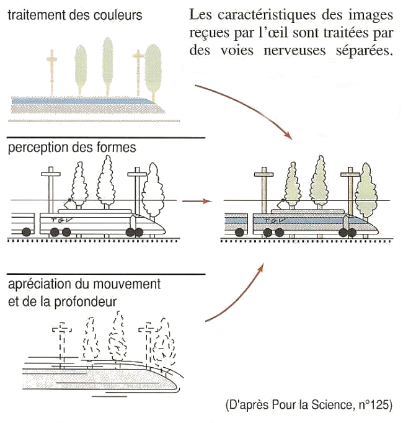 traitement des couleurs
Les caractéristiques des images
reçues par l'œil sont traitées par
des voies nerveuses séparées.
perception des formes
TGV
TGV
apréciation du mouvement
et de la profondeur
(D'après Pour la Science, n°125)